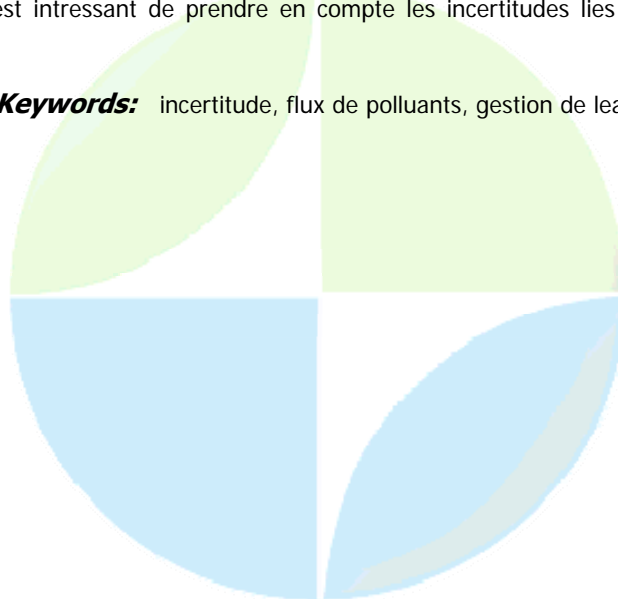 est intressant de prendre en compte les incertitudes lies
Keywords: incertitude, flux de polluants, gestion de lea